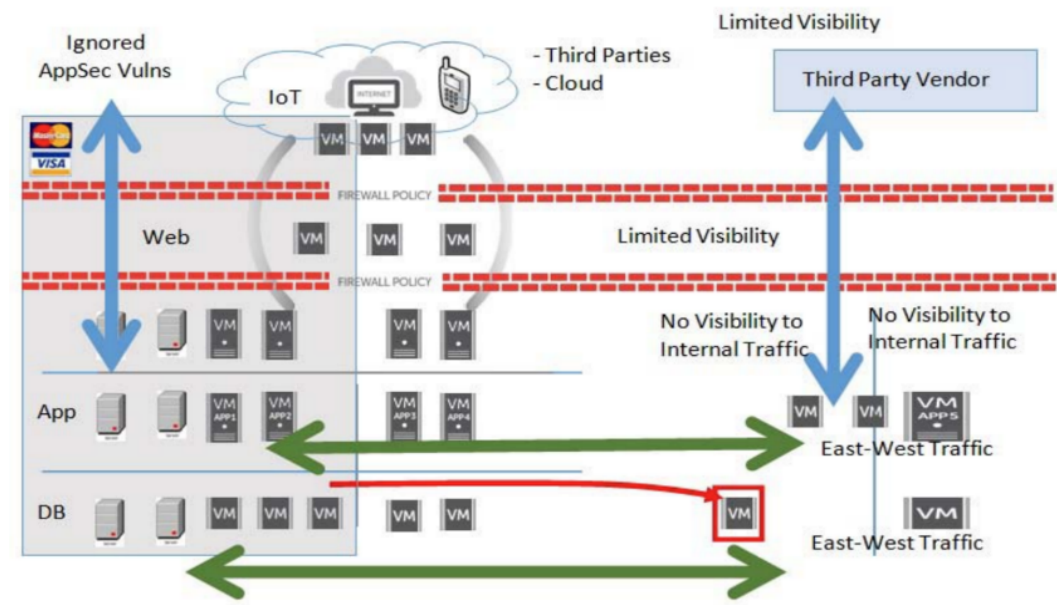 Limited Visibility
Ignored
AppSec Vulns
- Third Parties
- Cloud
Third Party Vendor
IoT
INTERNET
MasterCard
VISA
VM VM VM
FIREWALL POLICY
Web
VM VM VM
Limited Visibility
FIREWALL POLICY
No Visibility to
Internal Traffic
No Visibility to
Internal Traffic
VM VM VM VM
App
VM APP1
VM APP2
VM APP3
VM APP4
VM VM
VM APP5
East-West Traffic
DB
VM VM VM VM VM VM VM
East-West Traffic